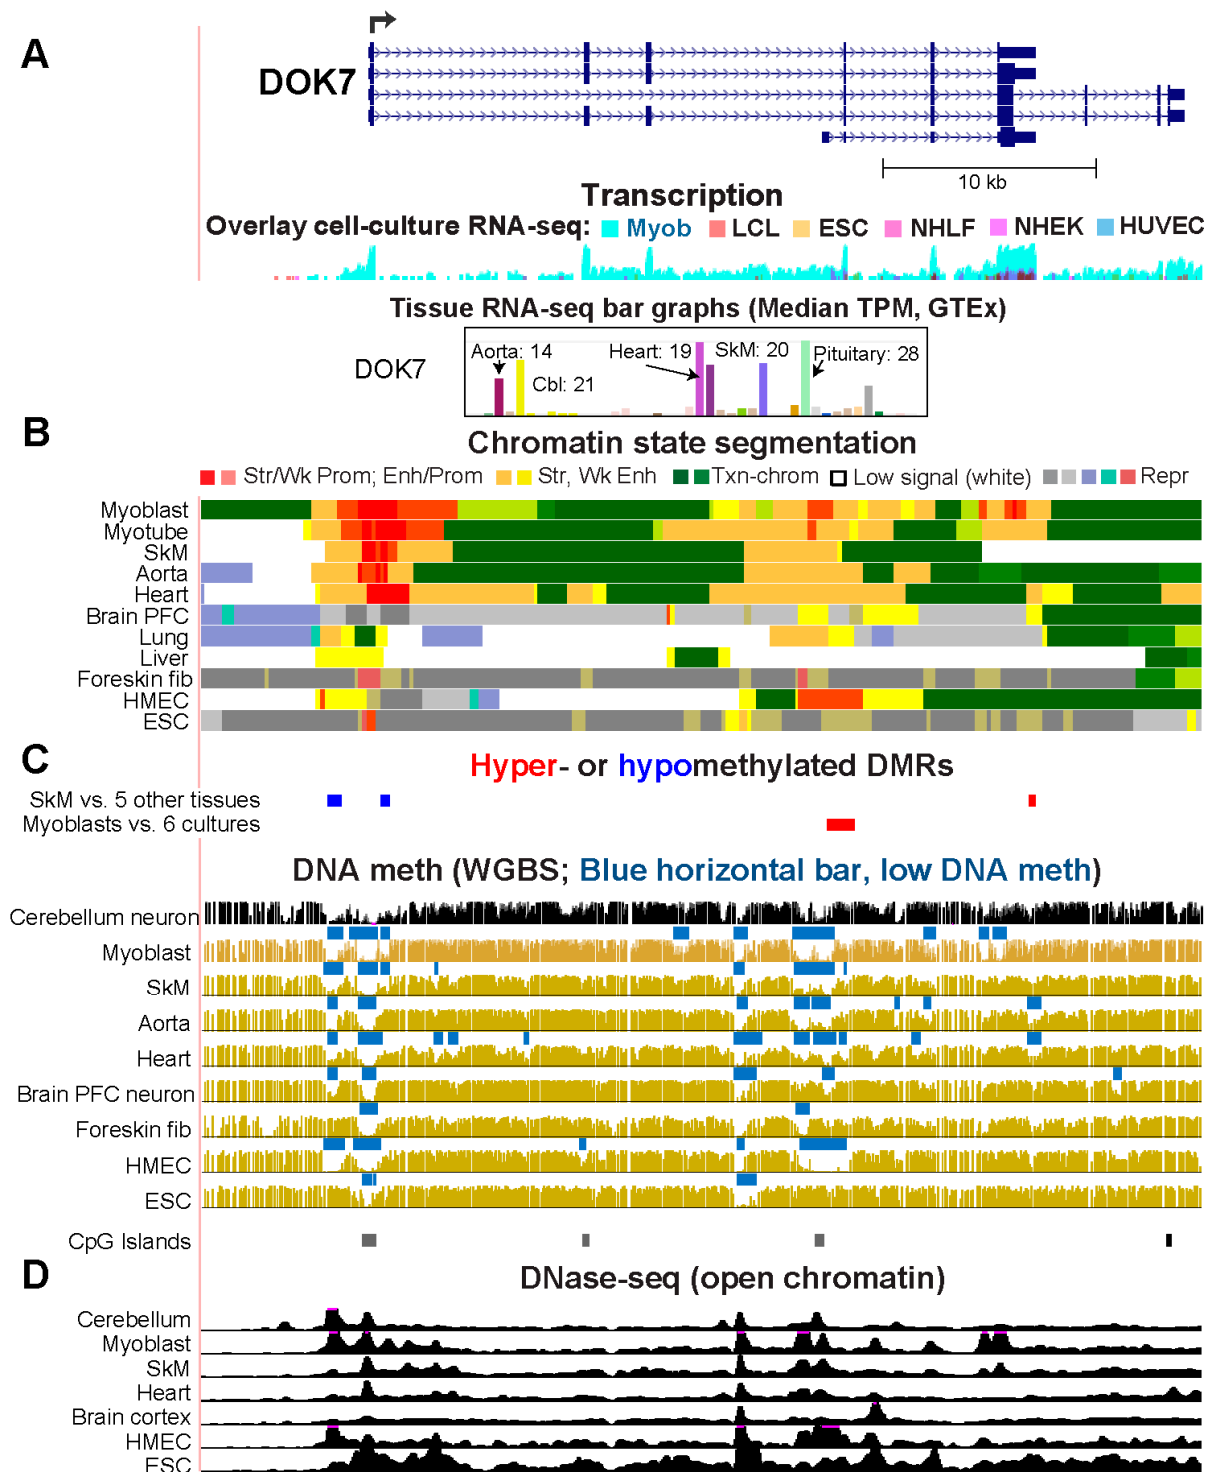 A
DOK7
10 kb
Transcription
Overlay cell-culture RNA-seq: Myob LCL ESC NHLF NHEK HUVEC
Tissue RNA-seq bar graphs (Median TPM, GTEx)
DOK7
Aorta: 14
Cbl: 21
Heart: 19
SkM: 20
Pituitary: 28
B
Chromatin state segmentation
Str/Wk Prom; Enh/Prom Str, Wk Enh Txn-chrom Low signal (white) Repr
Myoblast
Myotube
SkM
Aorta
Heart
Brain PFC
Lung
Liver
Foreskin fib
HMEC
ESC
C
Hyper- or hypomethylated DMRs
SkM vs. 5 other tissues
Myoblasts vs. 6 cultures
DNA meth (WGBS; Blue horizontal bar, low DNA meth)
Cerebellum neuron
Myoblast
SkM
Aorta
Heart
Brain PFC neuron
Foreskin fib
HMEC
ESC
CpG Islands
D
DNase-seq (open chromatin)
Cerebellum
Myoblast
SkM
Heart
Brain cortex
HMEC
ESC